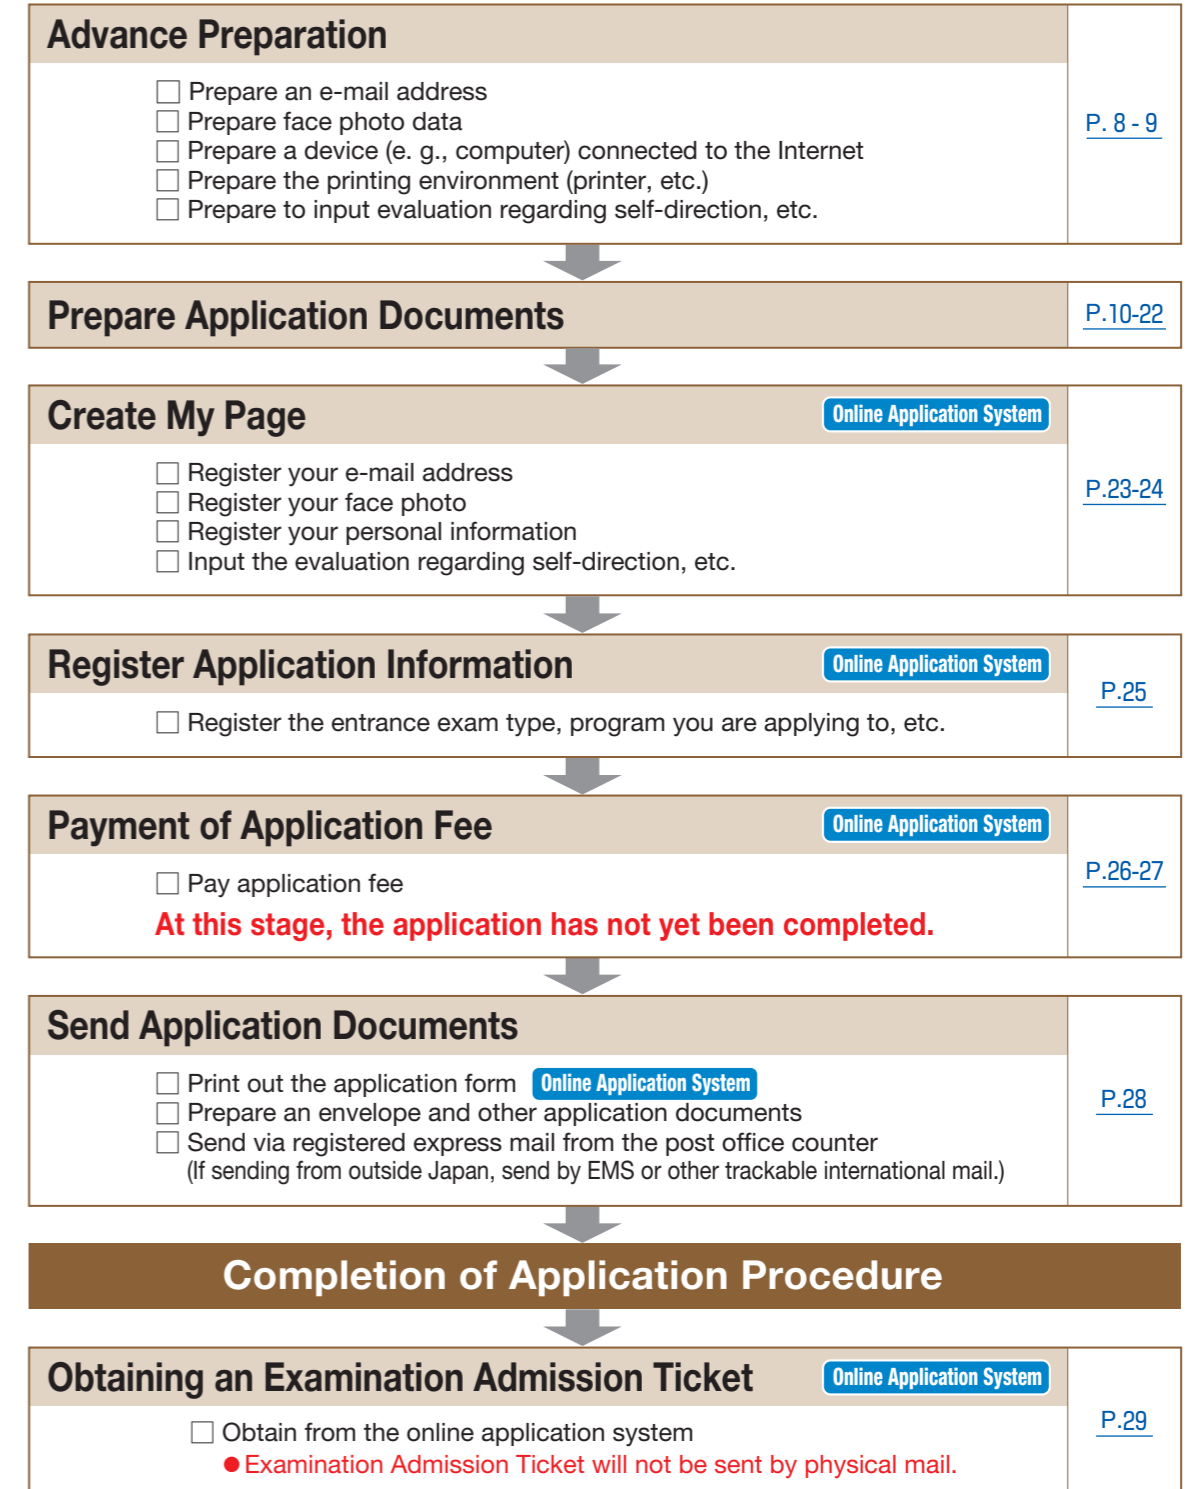 Advance Preparation
Prepare an e-mail address
Prepare face photo data
Prepare a device (e. g., computer) connected to the Internet
Prepare the printing environment (printer, etc.)
Prepare to input evaluation regarding self-direction, etc.
P. 8 - 9
Prepare Application Documents
P.10-22
Create My Page
Online Application System
Register your e-mail address
Register your face photo
Register your personal information
Input the evaluation regarding self-direction, etc.
P.23-24
Register Application Information
Online Application System
Register the entrance exam type, program you are applying to, etc.
P.25
Payment of Application Fee
Online Application System
Pay application fee
At this stage, the application has not yet been completed.
P.26-27
Send Application Documents
Print out the application form Online Application System
Prepare an envelope and other application documents
Send via registered express mail from the post office counter
(If sending from outside Japan, send by EMS or other trackable international mail.)
P.28
Completion of Application Procedure
Obtaining an Examination Admission Ticket
Online Application System
Obtain from the online application system
●Examination Admission Ticket will not be sent by physical mail.
P.29